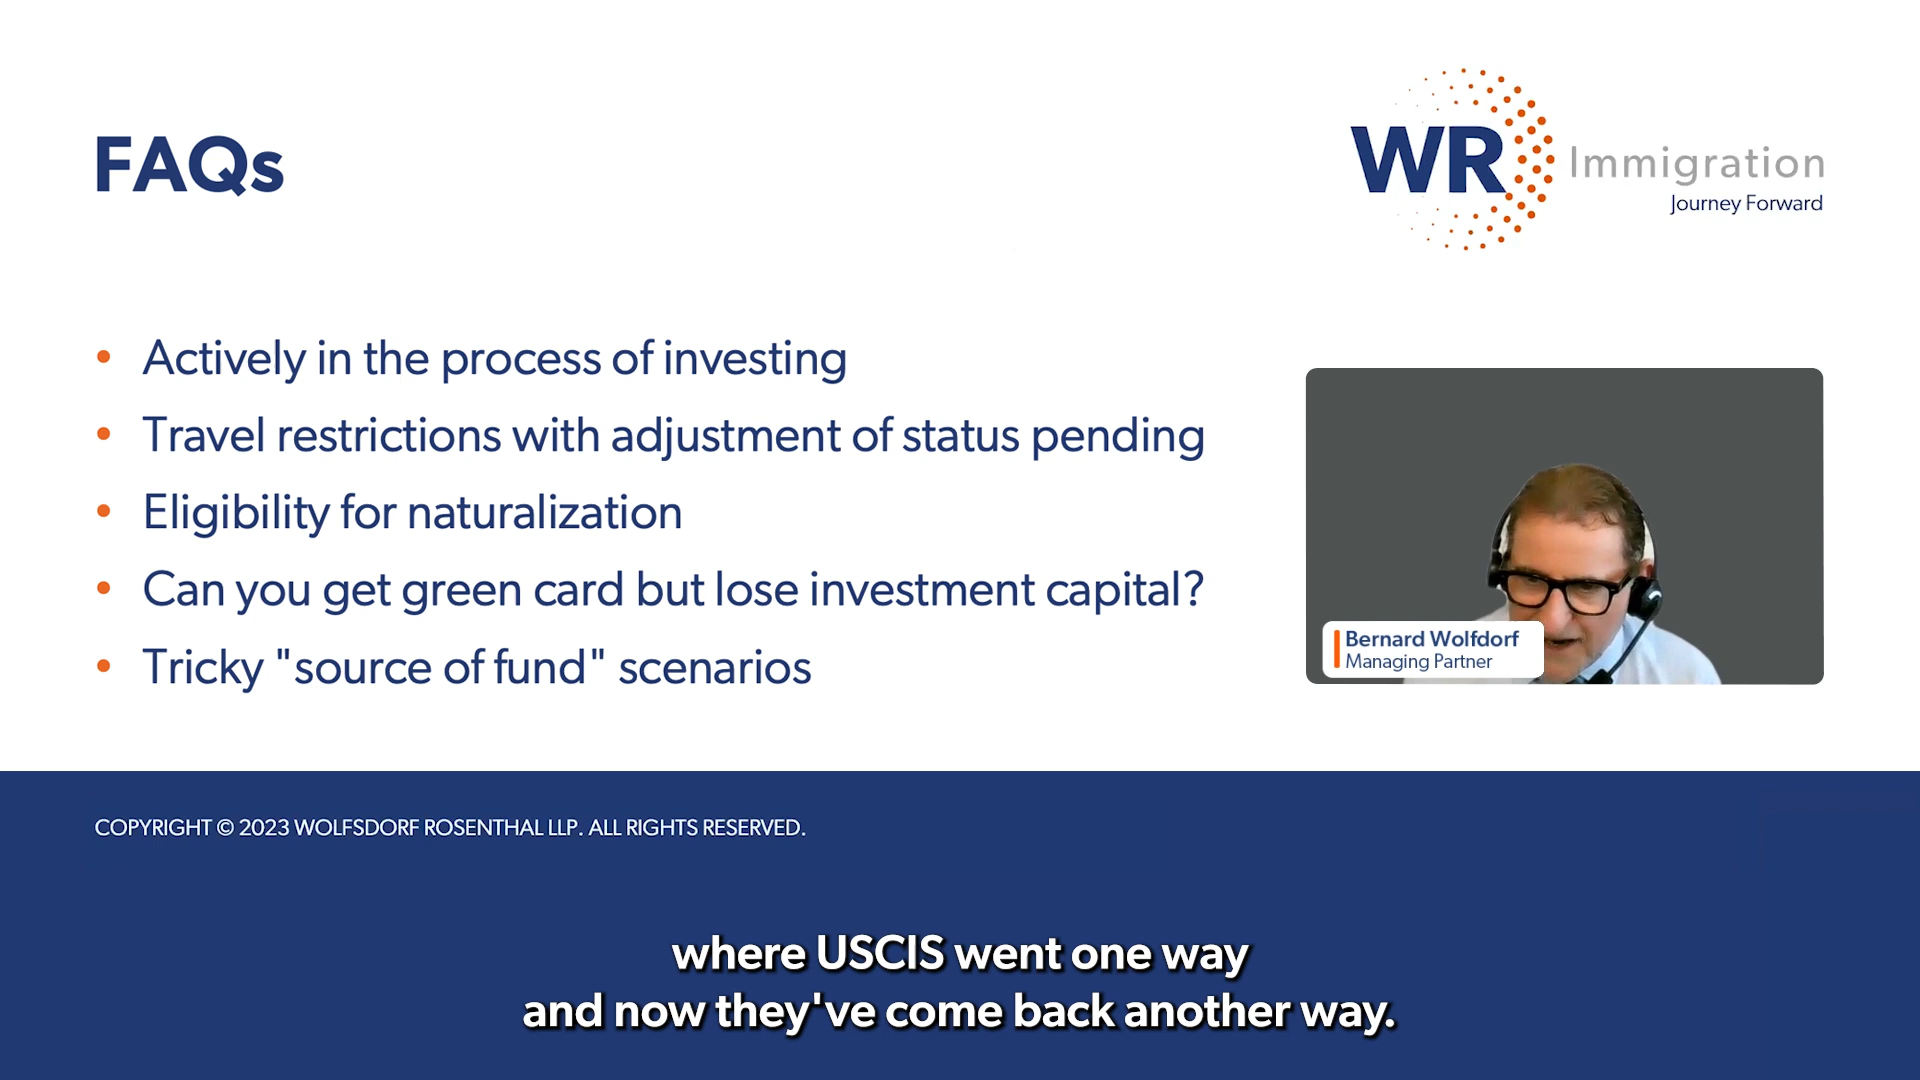 FAQs
WR Immigration
Journey Forward
• Actively in the process of investing
• Travel restrictions with adjustment of status pending
• Eligibility for naturalization
• Can you get green card but lose investment capital?
• Tricky "source of fund" scenarios
Bernard Wolfdorf
Managing Partner
COPYRIGHT © 2023 WOLFSDORF ROSENTHAL LLP. ALL RIGHTS RESERVED.
where USCIS went one way
and now they've come back another way.